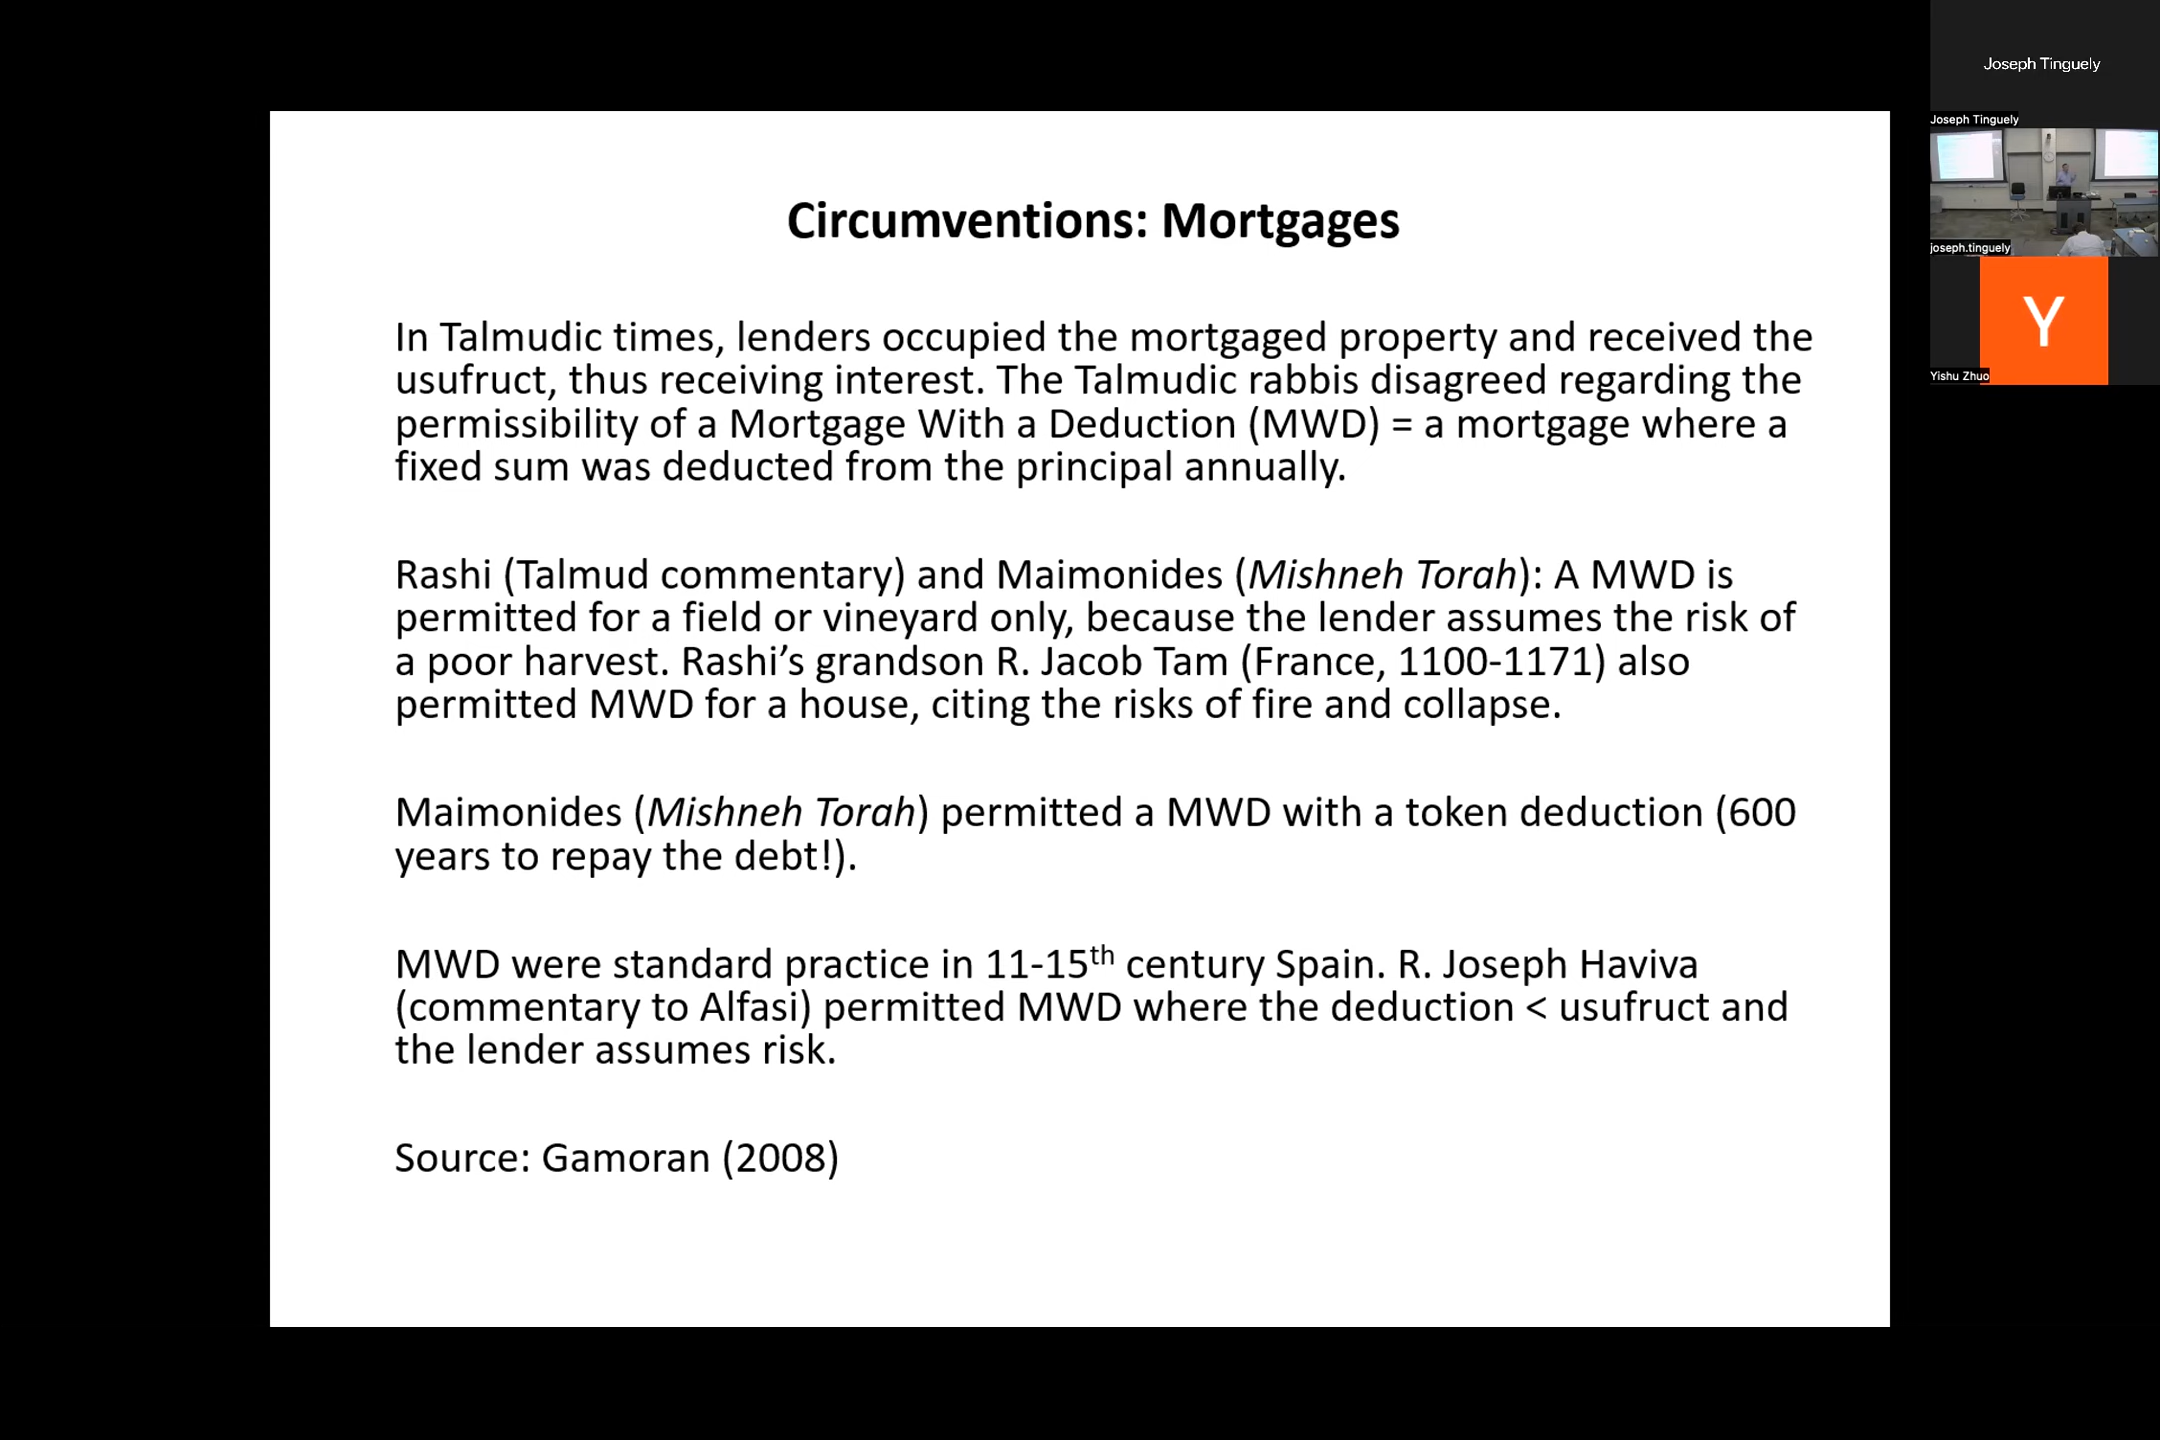 Circumventions: Mortgages
In Talmudic times, lenders occupied the mortgaged property and received the
usufruct, thus receiving interest. The Talmudic rabbis disagreed regarding the
permissibility of a Mortgage With a Deduction (MWD) = a mortgage where a
fixed sum was deducted from the principal annually.
Rashi (Talmud commentary) and Maimonides (Mishneh Torah): A MWD is
permitted for a field or vineyard only, because the lender assumes the risk of
a poor harvest. Rashi’s grandson R. Jacob Tam (France, 1100-1171) also
permitted MWD for a house, citing the risks of fire and collapse.
Maimonides (Mishneh Torah) permitted a MWD with a token deduction (600
years to repay the debt!).
MWD were standard practice in 11-15th century Spain. R. Joseph Haviva
(commentary to Alfasi) permitted MWD where the deduction < usufruct and
the lender assumes risk.
Source: Gamoran (2008)
Joseph Tinguely
Joseph Tinguely
joseph.tinguely
Y
Yishu Zhuo